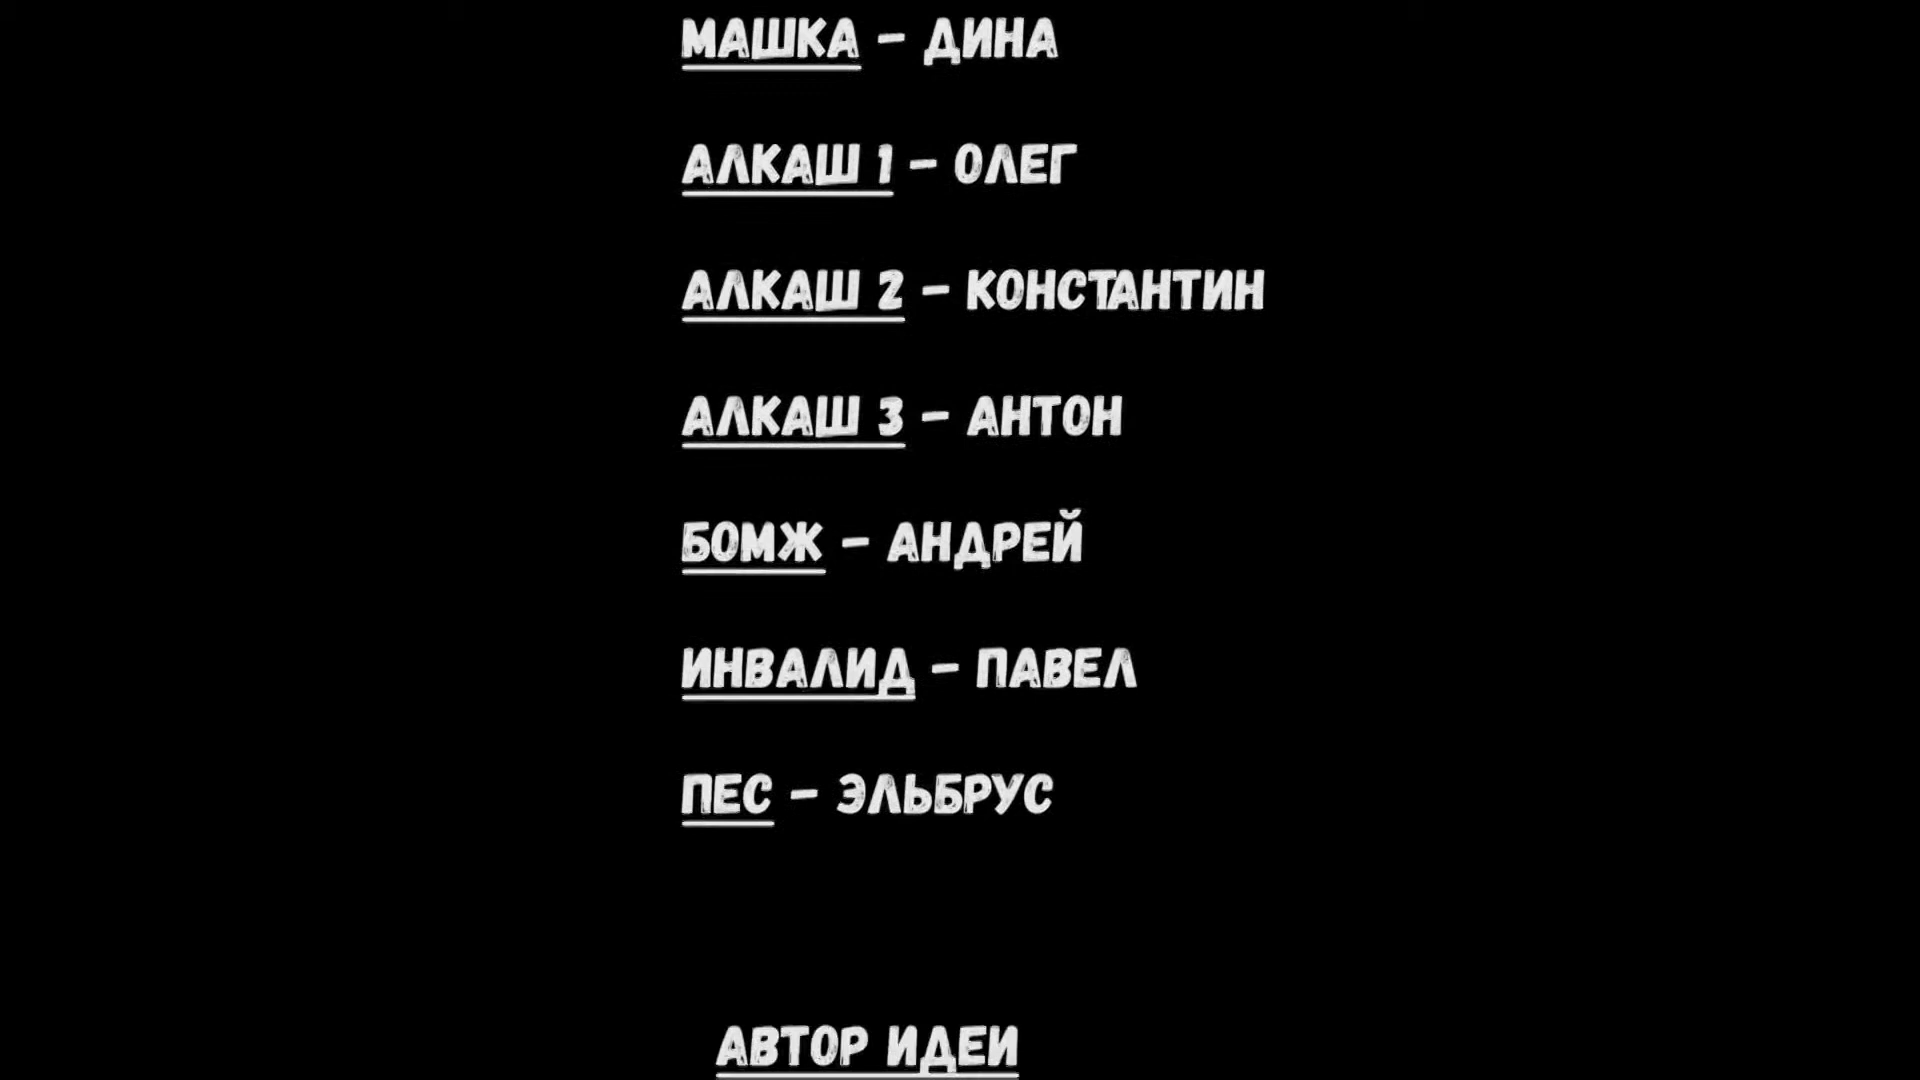 МАШКА – ДИНА
АЛКАШ 1 – ОЛЕГ
АЛКАШ 2 – КОНСТАНТИН
АЛКАШ 3 – АНТОН
БОМЖ – АНДРЕЙ
ИНВАЛИД – ПАВЕЛ
ПЕС – ЭЛЬБРУС
АВТОР ИДЕИ